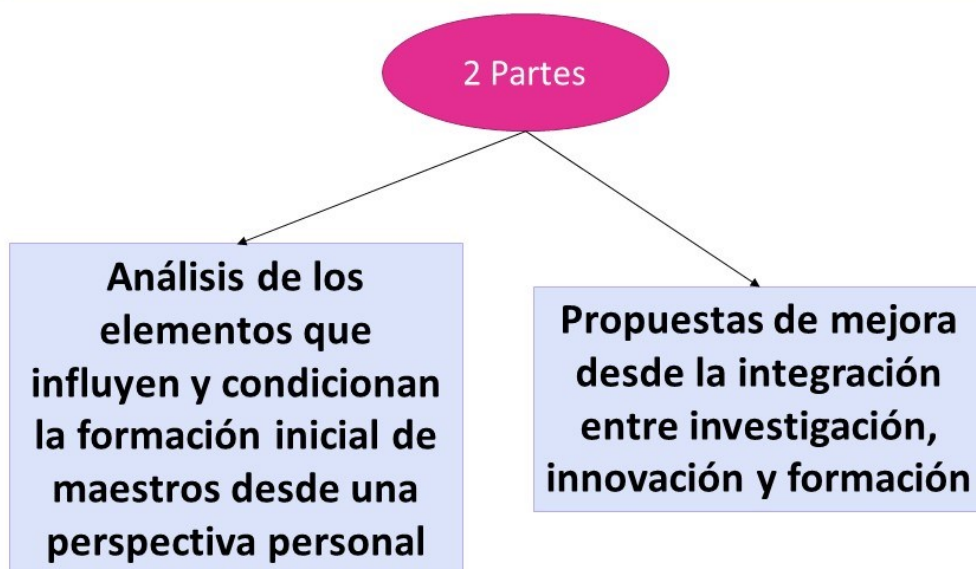 2 Partes
Análisis de los
elementos que
influyen y condicionan
la formación inicial de
maestros desde una
perspectiva personal
Propuestas de mejora
desde la integración
entre investigación,
innovación y formación